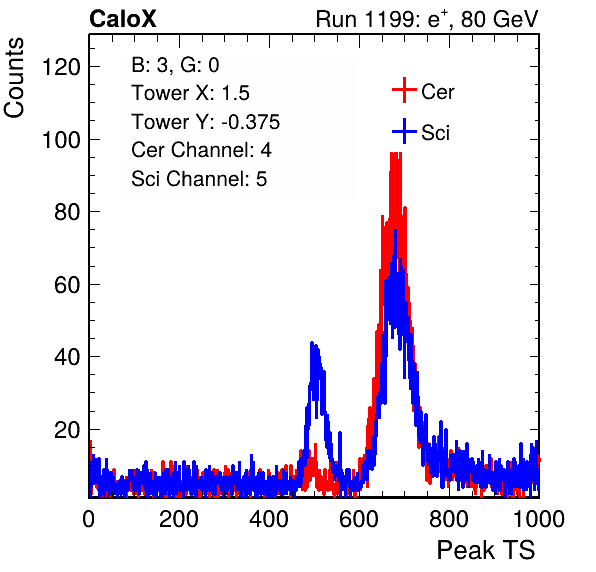 CaloX Run 1199: e⁺, 80 GeV
Counts
B: 3, G: 0
Tower X: 1.5
Tower Y: -0.375
Cer Channel: 4
Sci Channel: 5
Cer
Sci
120
100
80
60
40
20
0 200 400 600 800 1000
Peak TS